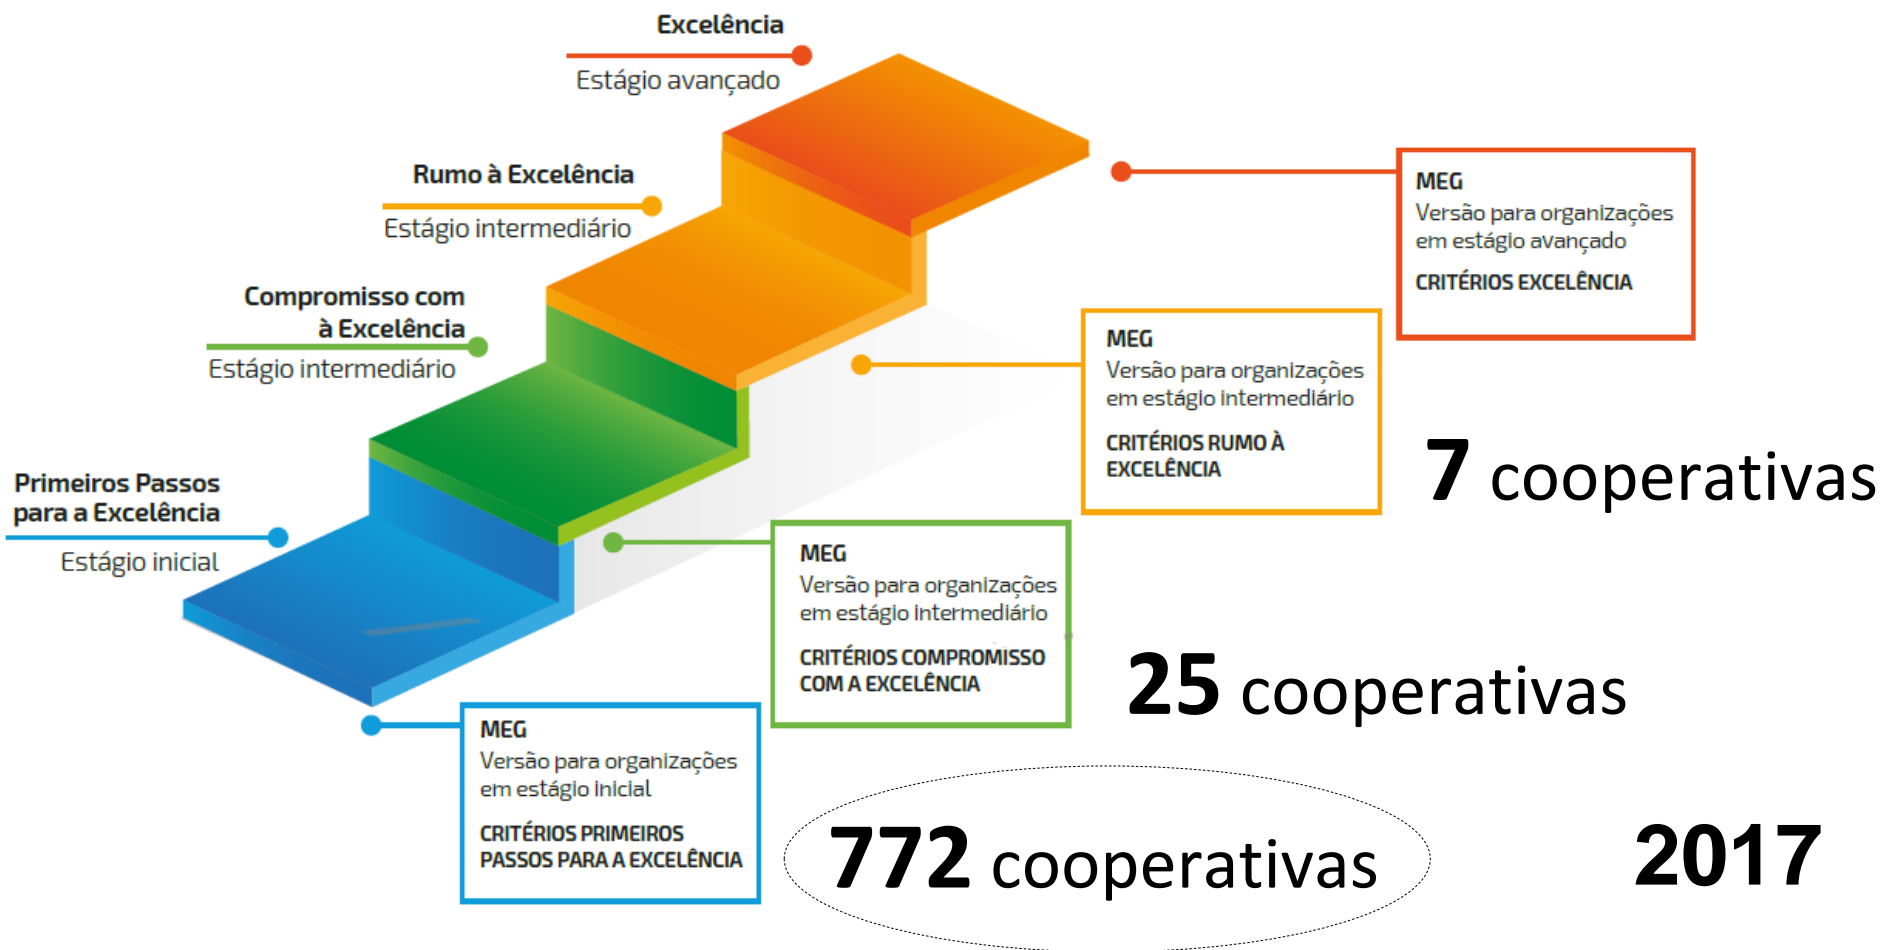 Excelência
Estágio avançado
Rumo à Excelência
Estágio intermediário
Compromisso com
à Excelência
Estágio intermediário
Primeiros Passos
para a Excelência
Estágio inicial
MEG
Versão para organizações
em estágio avançado
CRITÉRIOS EXCELÊNCIA
MEG
Versão para organizações
em estágio intermediário
CRITÉRIOS RUMO À
EXCELÊNCIA
7 cooperativas
MEG
Versão para organizações
em estágio intermediário
CRITÉRIOS COMPROMISSO
COM A EXCELÊNCIA
25 cooperativas
MEG
Versão para organizações
em estágio inicial
CRITÉRIOS PRIMEIROS
PASSOS PARA A EXCELÊNCIA
772 cooperativas
2017